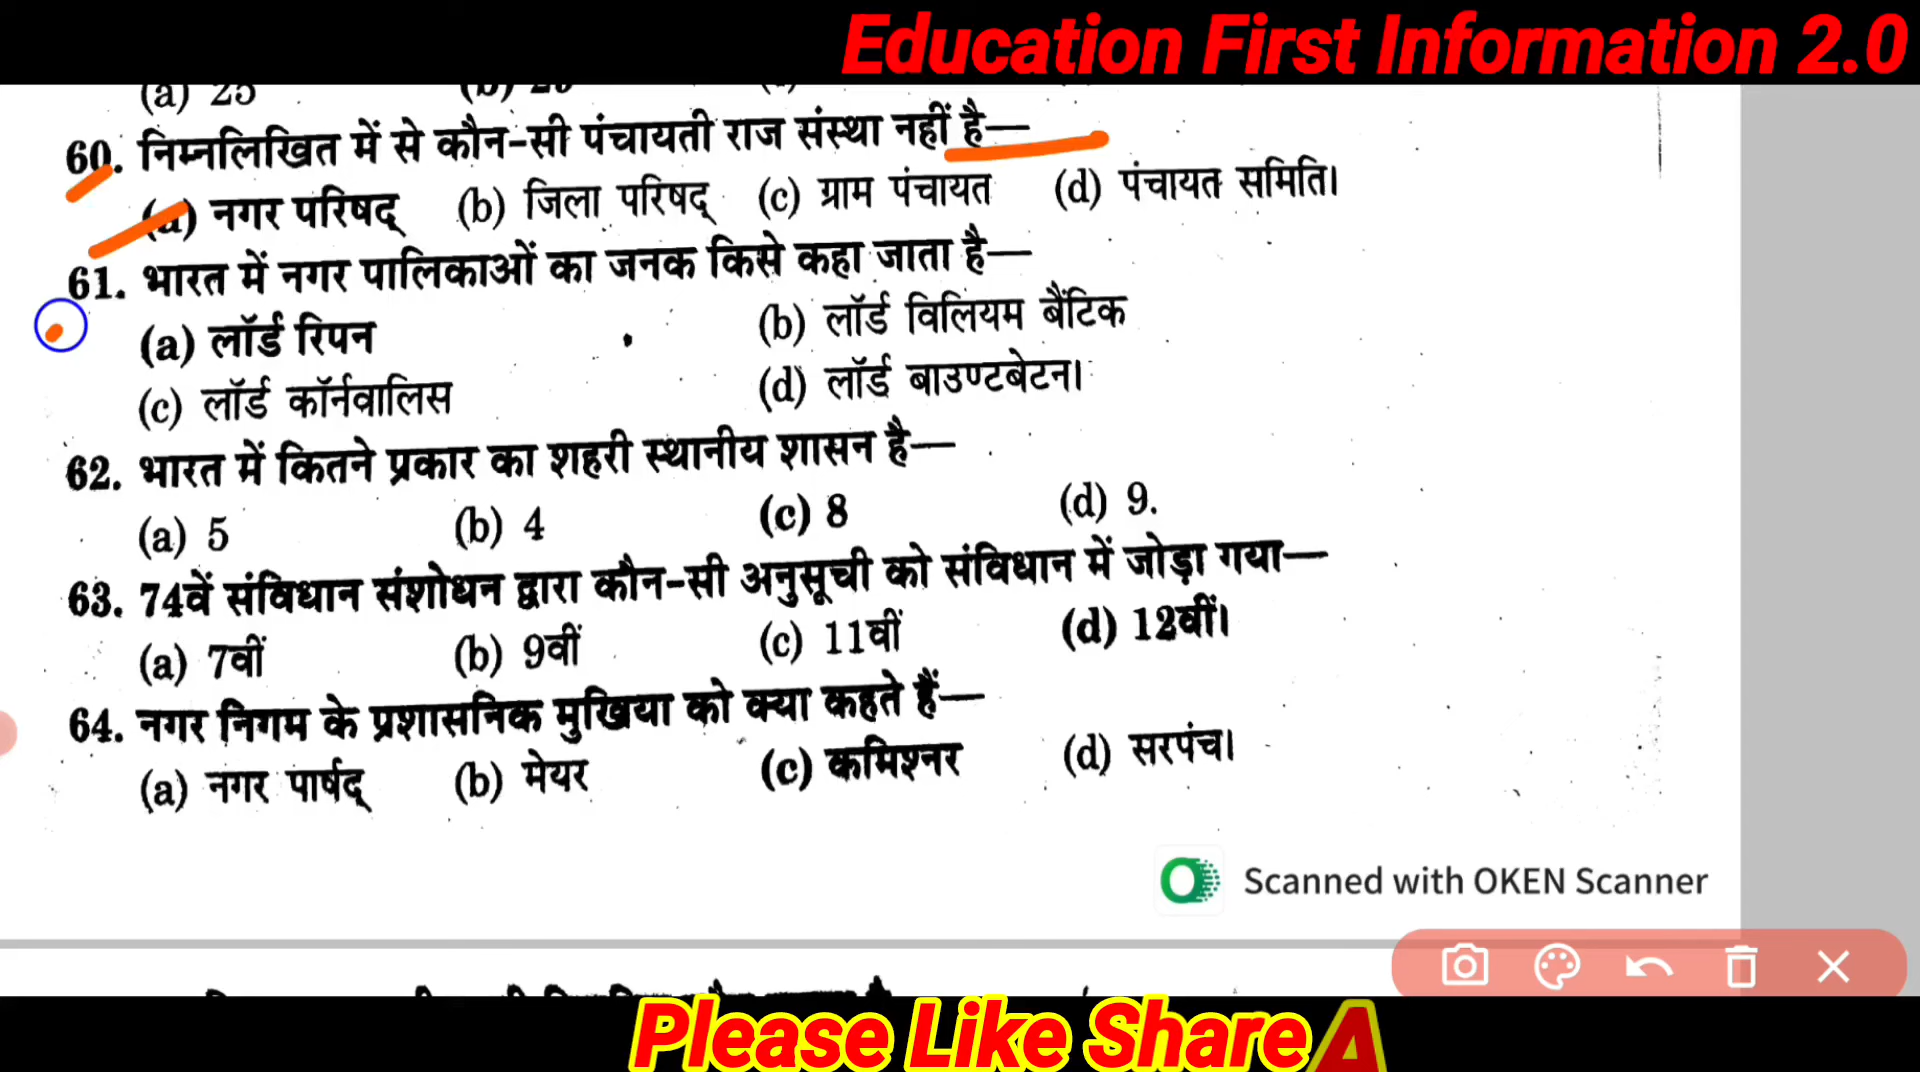 Education First Information 2.0
(a) 25
60. निम्नलिखित में से कौन-सी पंचायती राज संस्था नहीं है—
(a) नगर परिषद् (b) जिला परिषद् (c) ग्राम पंचायत (d) पंचायत समिति।
61. भारत में नगर पालिकाओं का जनक किसे कहा जाता है—
(a) लॉर्ड रिपन (b) लॉर्ड विलियम बैंटिक
(c) लॉर्ड कॉर्नवालिस (d) लॉर्ड बाउण्टबेटन।
62. भारत में कितने प्रकार का शहरी स्थानीय शासन है—
(a) 5 (b) 4 (c) 8 (d) 9.
63. 74वें संविधान संशोधन द्वारा कौन-सी अनुसूची को संविधान में जोड़ा गया—
(a) 7वीं (b) 9वीं (c) 11वीं (d) 12वीं।
64. नगर निगम के प्रशासनिक मुखिया को क्या कहते हैं—
(a) नगर पार्षद् (b) मेयर (c) कमिश्नर (d) सरपंच।
Scanned with OKEN Scanner
Please Like Share A